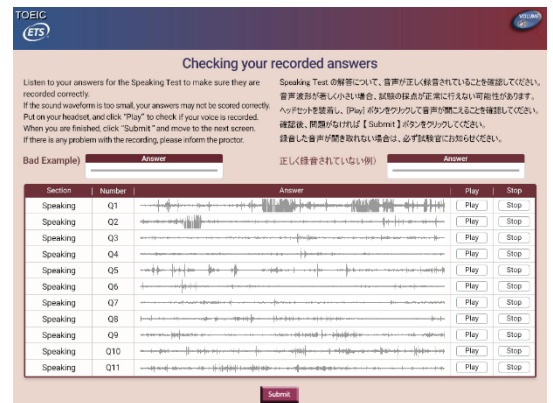 TOEIC
ETS
VOLUME
Checking your recorded answers
Listen to your answers for the Speaking Test to make sure they are
recorded correctly.
If the sound waveform is too small, your answers may not be scored correctly.
Put on your headset, and click "Play" to check if your voice is recorded.
When you are finished, click "Submit" and move to the next screen.
If there is any problem with the recording, please inform the proctor.
Speaking Test の解答について、音声が正しく録音されていることを確認してください。
音声波形が著しく小さい場合、試験の採点が正常に行えない可能性があります。
ヘッドセットを装着し、[Play] ボタンをクリックして音声が聞こえることを確認してください。
確認後、問題がなければ【 Submit 】ボタンをクリックしてください。
録音した音声が聞き取れない場合は、必ず試験官にお知らせください。
Bad Example) Answer
正しく録音されていない例) Answer
Section Number Answer Play Stop
Speaking Q1 Play Stop
Speaking Q2 Play Stop
Speaking Q3 Play Stop
Speaking Q4 Play Stop
Speaking Q5 Play Stop
Speaking Q6 Play Stop
Speaking Q7 Play Stop
Speaking Q8 Play Stop
Speaking Q9 Play Stop
Speaking Q10 Play Stop
Speaking Q11 Play Stop
Submit